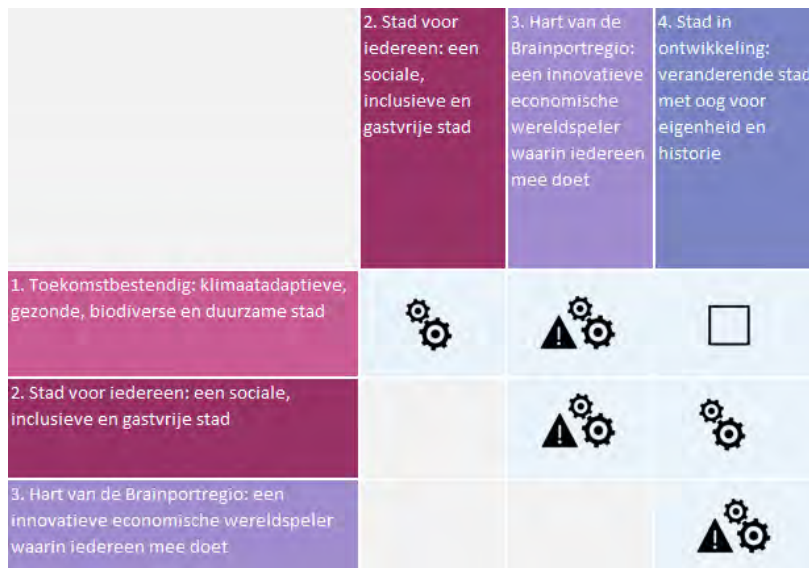 2. Stad voor
iedereen: een
sociale,
inclusieve en
gastvrije stad
3. Hart van de
Brainportregio:
een innovatieve
economische
wereldspeler
waarin iedereen
mee doet
4. Stad in
ontwikkeling:
veranderende stad
met oog voor
eigenheid en
historie
1. Toekomstbestendig: klimaatadaptieve,
gezonde, biodiverse en duurzame stad
2. Stad voor iedereen: een sociale,
inclusieve en gastvrije stad
3. Hart van de Brainportregio: een
innovatieve economische wereldspeler
waarin iedereen mee doet